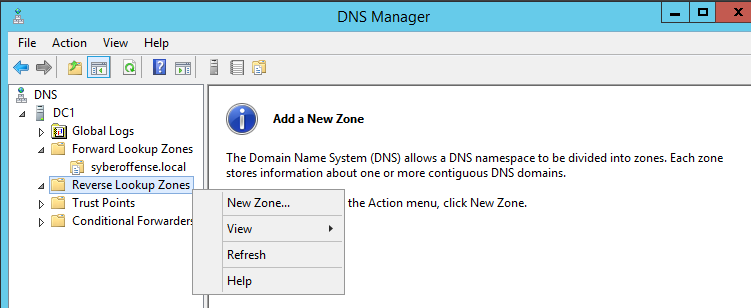 DNS Manager
File Action View Help
DNS
DC1
Global Logs
Forward Lookup Zones
syberoffense.local
Reverse Lookup Zones
Trust Points
Conditional Forwarders
Add a New Zone
The Domain Name System (DNS) allows a DNS namespace to be divided into zones. Each zone
stores information about one or more contiguous DNS domains.
the Action menu, click New Zone.
New Zone...
View
Refresh
Help